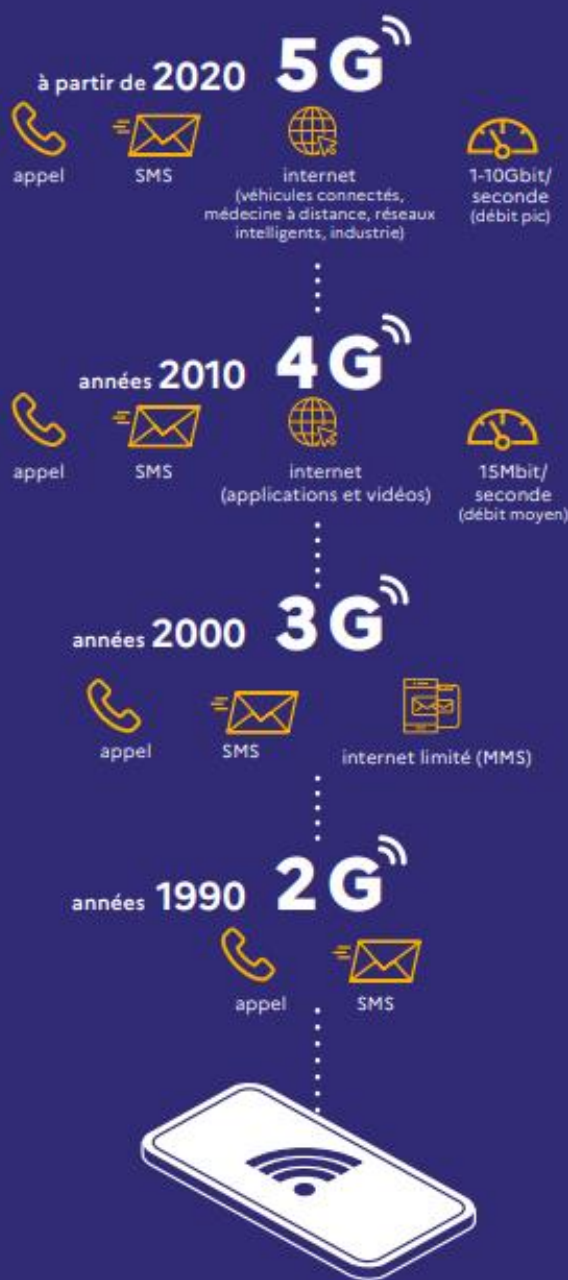 à partir de 2020 5G
appel
SMS
internet
(véhicules connectés,
médecine à distance, réseaux
intelligents, industrie)
1-10Gbit/
seconde
(débit pic)
années 2010 4G
appel
SMS
internet
(applications et vidéos)
15Mbit/
seconde
(débit moyen)
années 2000 3G
appel
SMS
internet limité (MMS)
années 1990 2G
appel
SMS